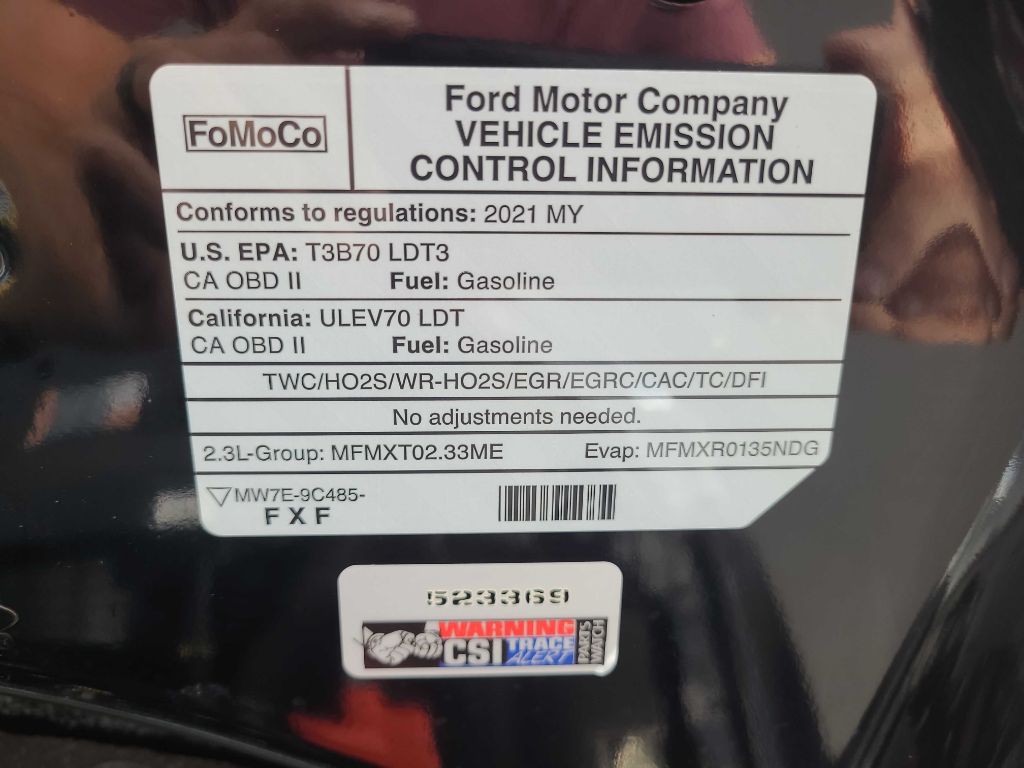 FoMoCo
Ford Motor Company
VEHICLE EMISSION
CONTROL INFORMATION
Conforms to regulations: 2021 MY
U.S. EPA: T3B70 LDT3
CA OBD II Fuel: Gasoline
California: ULEV70 LDT
CA OBD II Fuel: Gasoline
TWC/HO2S/WR-HO2S/EGR/EGRC/CAC/TC/DFI
No adjustments needed.
2.3L-Group: MFMXT02.33ME Evap: MFMXR0135NDG
MW7E-9C485-
FXF
523369
WARNING
CSI TRACE
ALERT
PARTS
WATCH